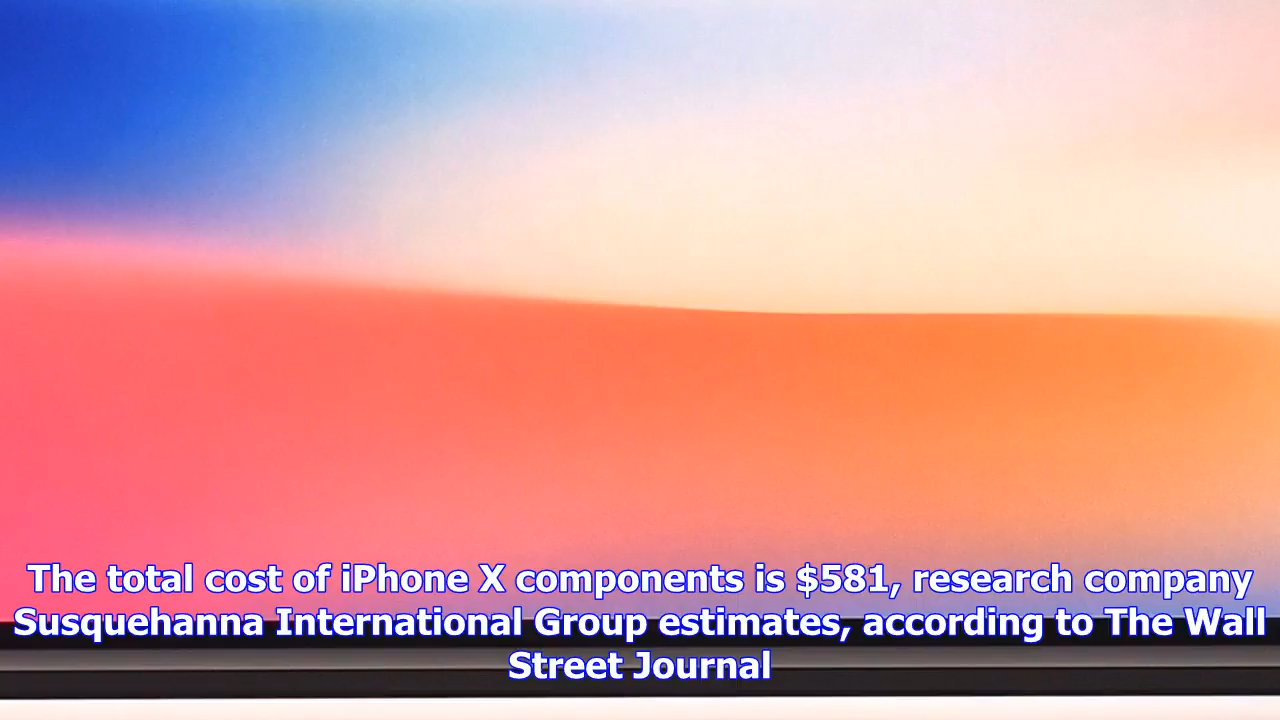 The total cost of iPhone X components is $581, research company
Susquehanna International Group estimates, according to The Wall
Street Journal